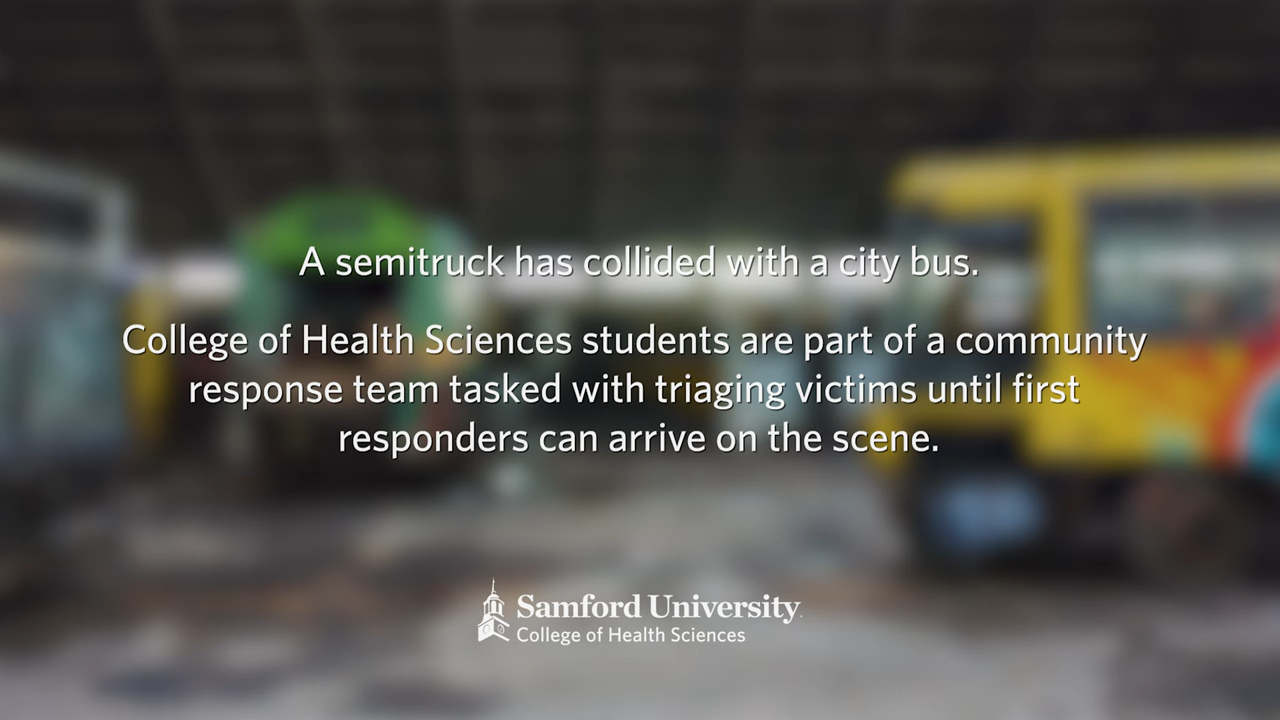 A semitruck has collided with a city bus.
College of Health Sciences students are part of a community
response team tasked with triaging victims until first
responders can arrive on the scene.
Samford University
College of Health Sciences